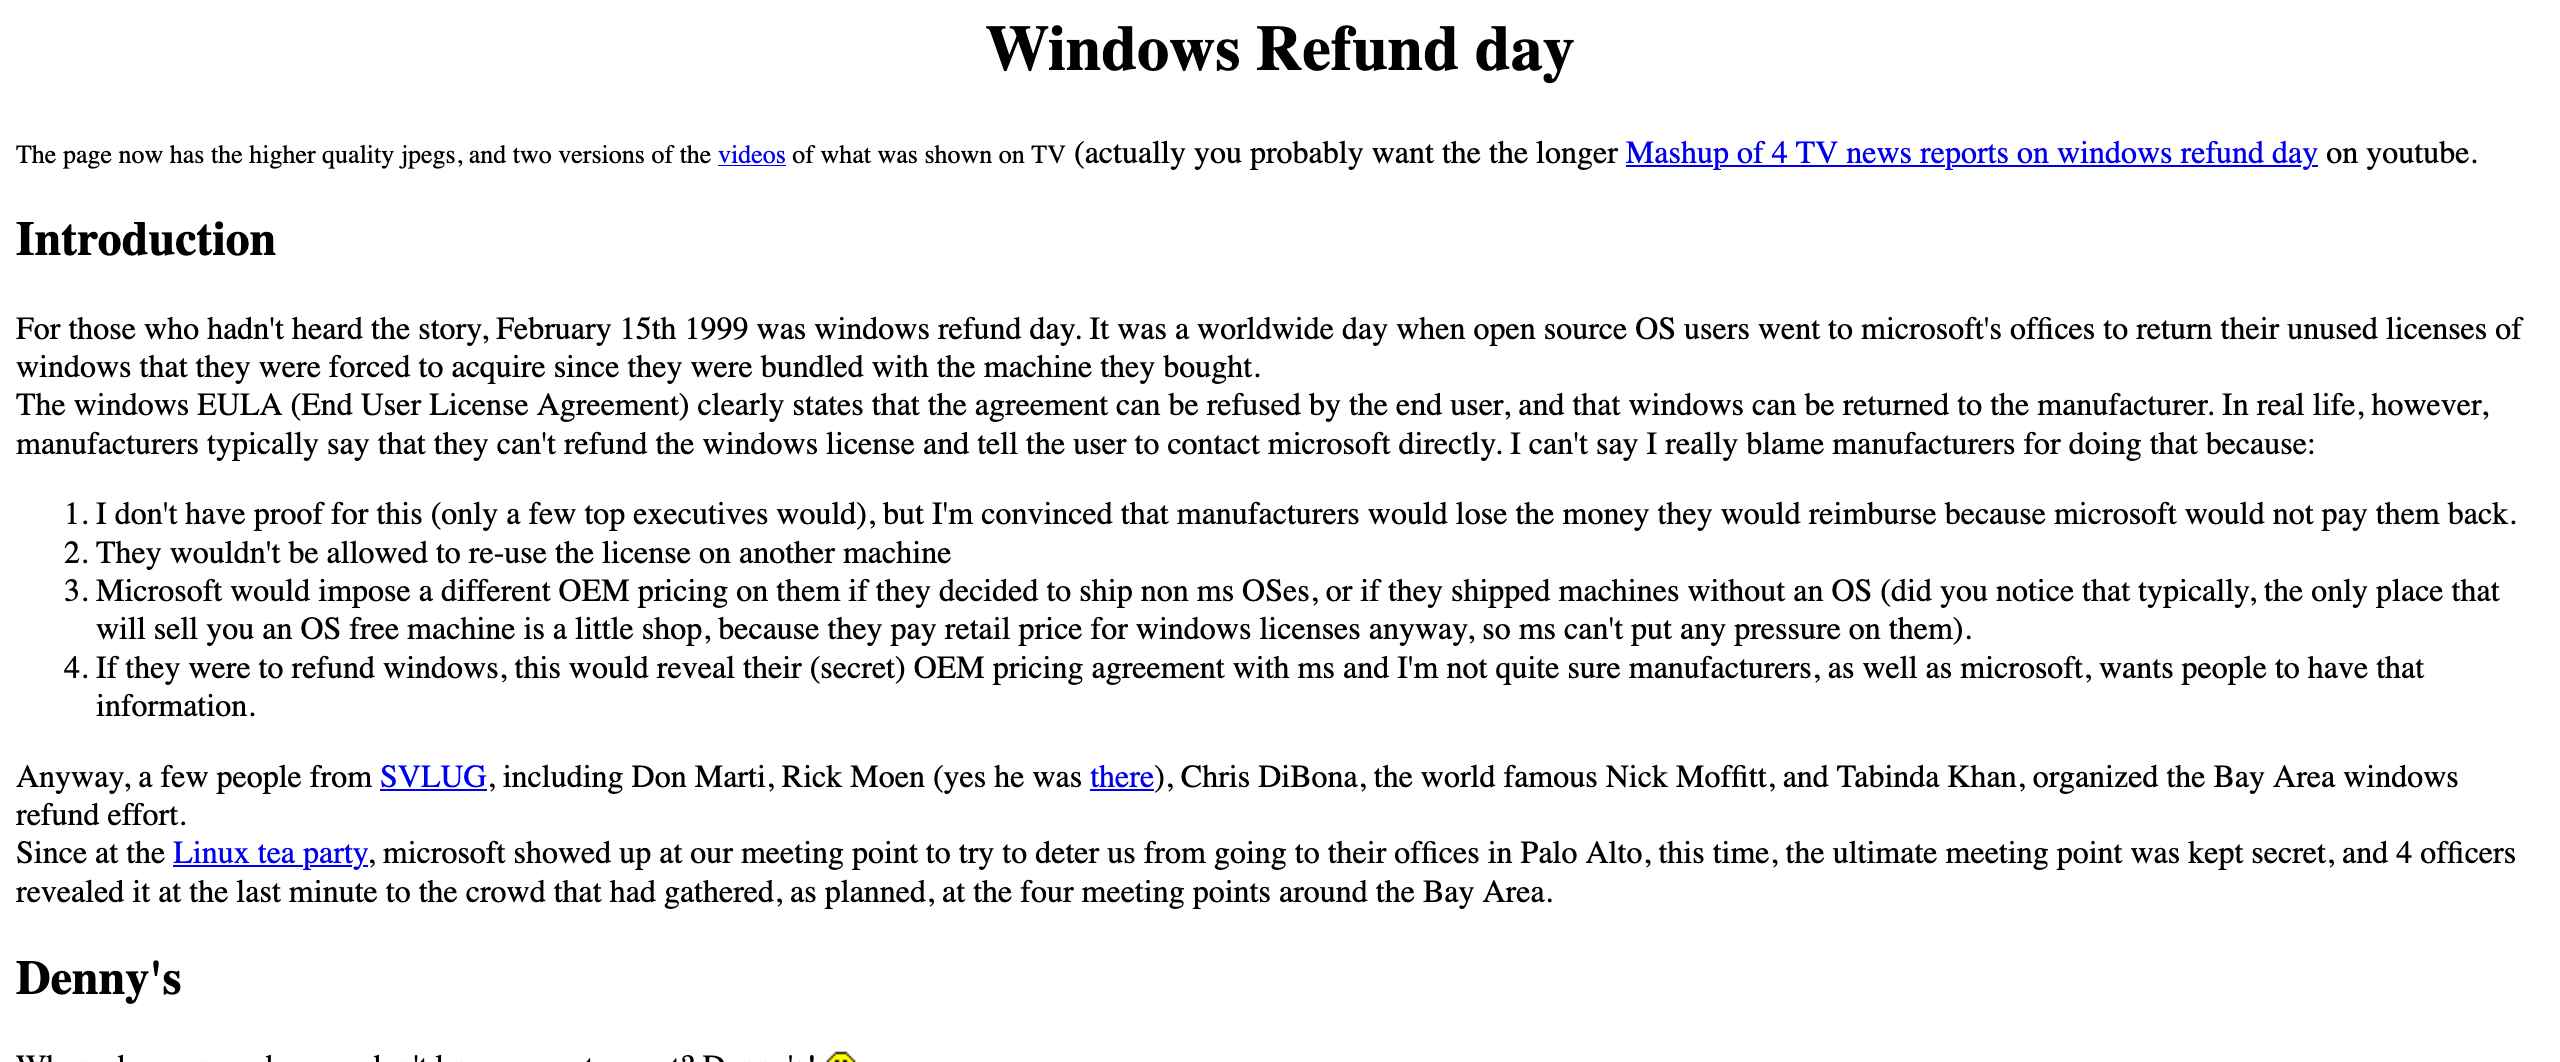 Windows Refund day
The page now has the higher quality jpegs, and two versions of the videos of what was shown on TV (actually you probably want the the longer Mashup of 4 TV news reports on windows refund day on youtube.
Introduction
For those who hadn't heard the story, February 15th 1999 was windows refund day. It was a worldwide day when open source OS users went to microsoft's offices to return their unused licenses of
windows that they were forced to acquire since they were bundled with the machine they bought.
The windows EULA (End User License Agreement) clearly states that the agreement can be refused by the end user, and that windows can be returned to the manufacturer. In real life, however,
manufacturers typically say that they can't refund the windows license and tell the user to contact microsoft directly. I can't say I really blame manufacturers for doing that because:
1. I don't have proof for this (only a few top executives would), but I'm convinced that manufacturers would lose the money they would reimburse because microsoft would not pay them back.
2. They wouldn't be allowed to re-use the license on another machine
3. Microsoft would impose a different OEM pricing on them if they decided to ship non ms OSes, or if they shipped machines without an OS (did you notice that typically, the only place that
will sell you an OS free machine is a little shop, because they pay retail price for windows licenses anyway, so ms can't put any pressure on them).
4. If they were to refund windows, this would reveal their (secret) OEM pricing agreement with ms and I'm not quite sure manufacturers, as well as microsoft, wants people to have that
information.
Anyway, a few people from SVLUG, including Don Marti, Rick Moen (yes he was there), Chris DiBona, the world famous Nick Moffitt, and Tabinda Khan, organized the Bay Area windows
refund effort.
Since at the Linux tea party, microsoft showed up at our meeting point to try to deter us from going to their offices in Palo Alto, this time, the ultimate meeting point was kept secret, and 4 officers
revealed it at the last minute to the crowd that had gathered, as planned, at the four meeting points around the Bay Area.
Denny's